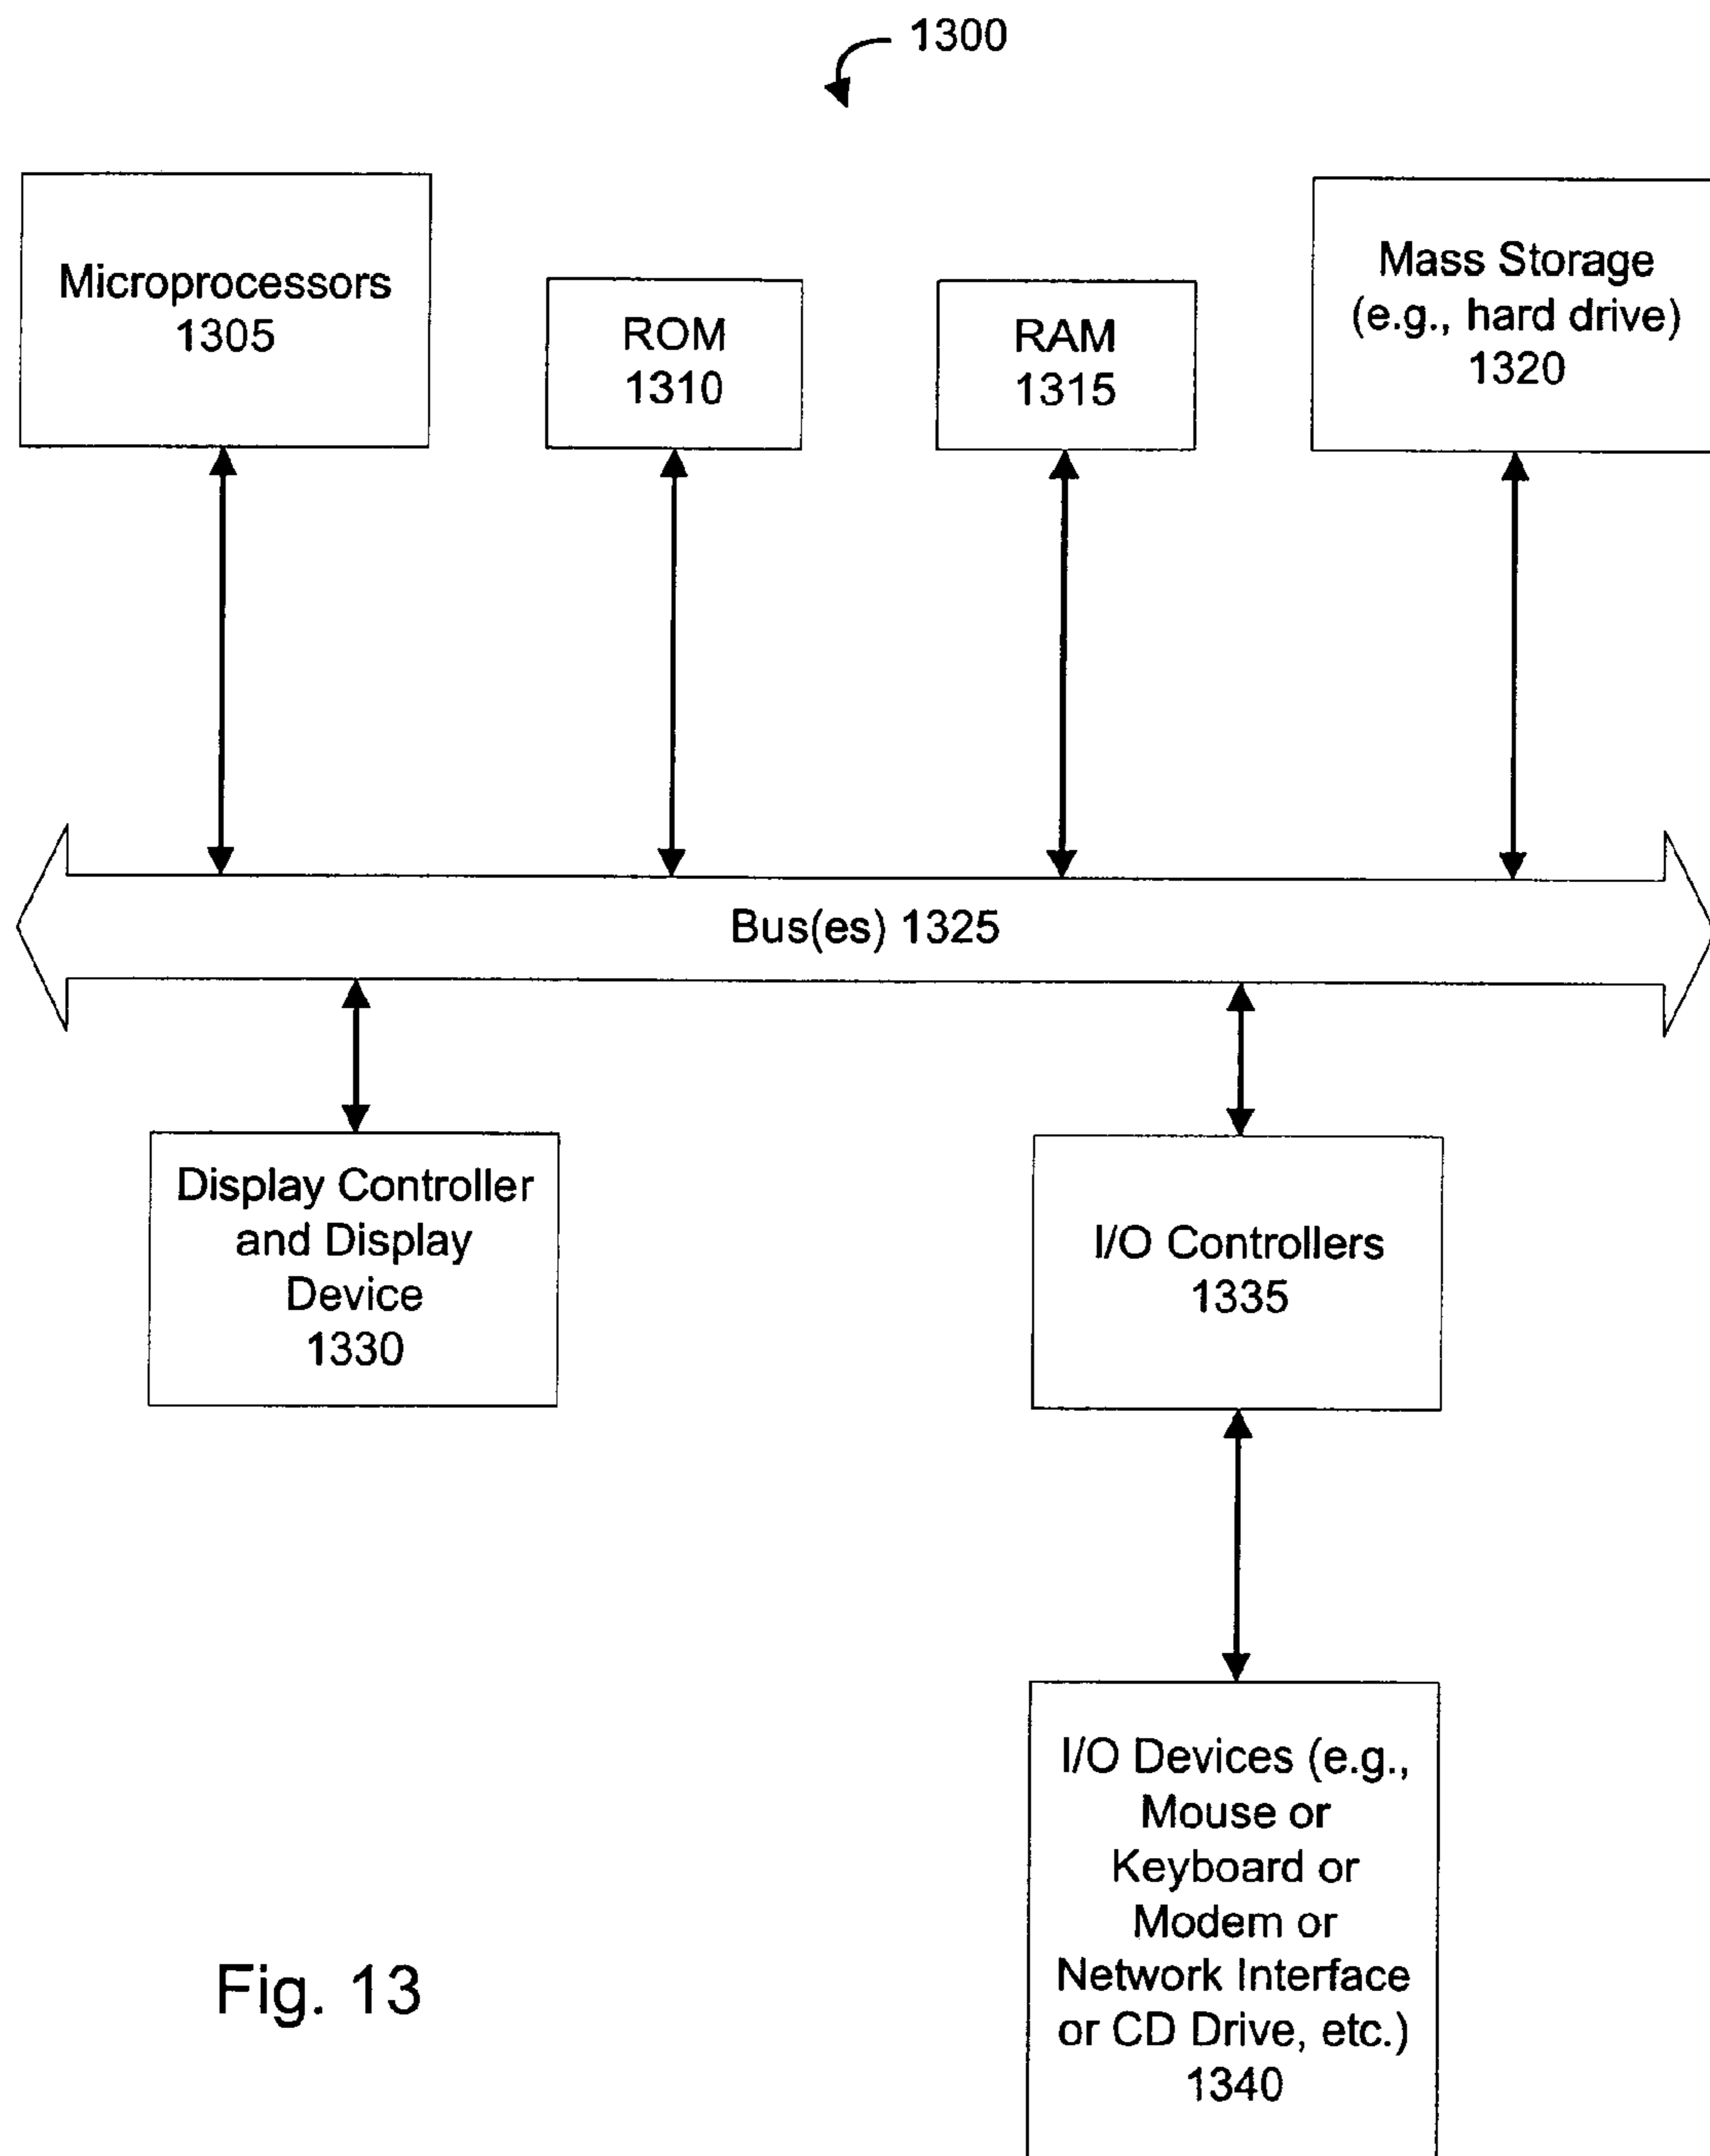 1300
Microprocessors
1305
ROM
1310
RAM
1315
Mass Storage
(e.g., hard drive)
1320
Bus(es) 1325
Display Controller
and Display
Device
1330
I/O Controllers
1335
I/O Devices (e.g.,
Mouse or
Keyboard or
Modem or
Network Interface
or CD Drive, etc.)
1340
Fig. 13